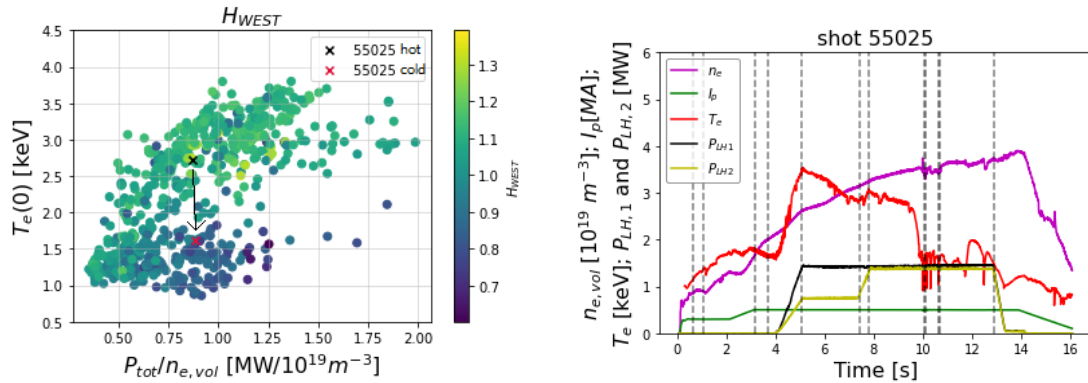 H_WEST
4.5
4.0
3.5
3.0
2.5
2.0
1.5
1.0
0.5
T_e(0) [keV]
55025 hot
55025 cold
0.50
0.75
1.00
1.25
1.50
1.75
2.00
P_tot/n_e,vol [MW/10^19 m^-3]
1.3
1.2
1.1
1.0
0.9
0.8
0.7
0.6
H_WEST
shot 55025
n_e,vol [10^19 m^-3]; I_p[MA];
T_e [keV]; P_LH,1 and P_LH,2 [MW]
6
5
4
3
2
1
0
n_e
I_p
T_e
P_LH1
P_LH2
0
2
4
6
8
10
12
14
16
Time [s]